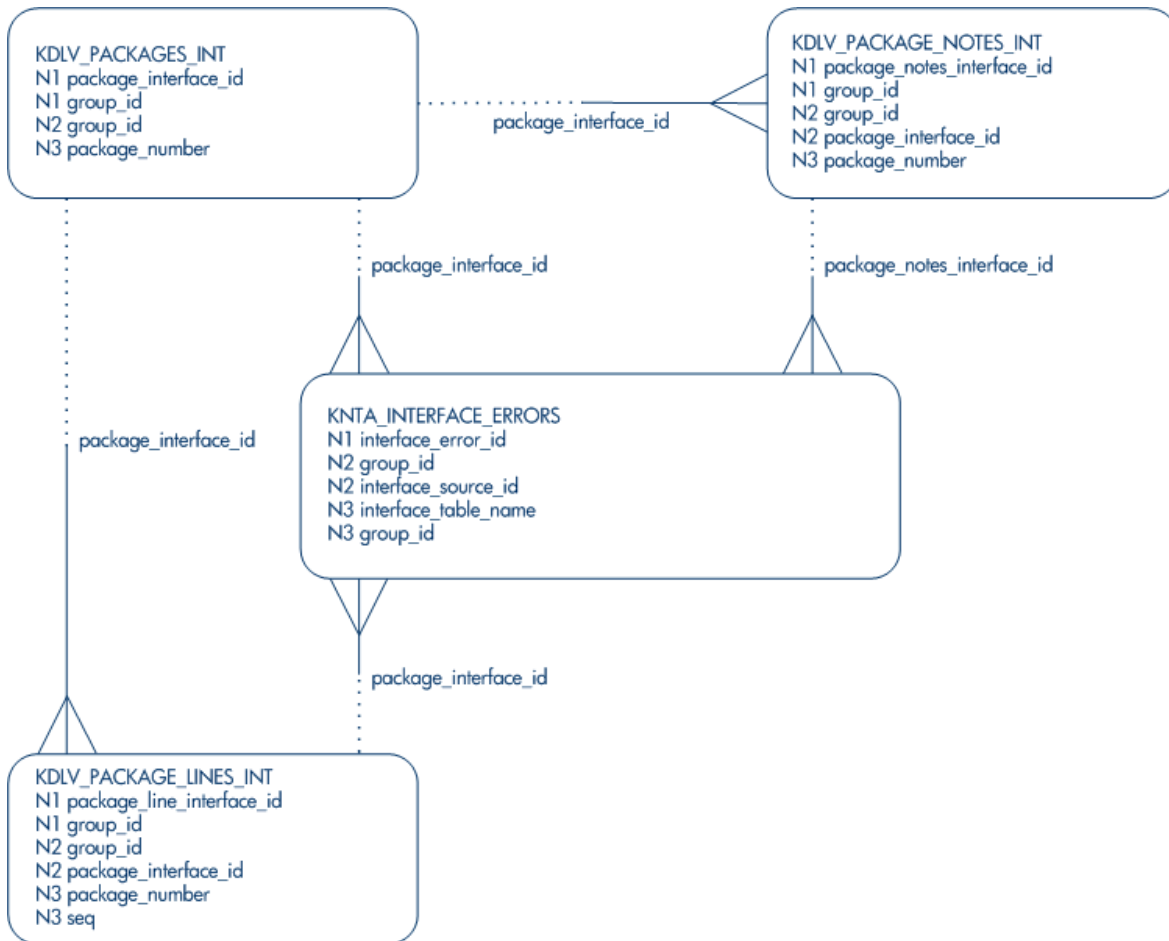 KDLV_PACKAGES_INT
N1 package_interface_id
N1 group_id
N2 group_id
N3 package_number
package_interface_id
KDLV_PACKAGE_NOTES_INT
N1 package_notes_interface_id
N1 group_id
N2 group_id
N2 package_interface_id
N3 package_number
package_interface_id
package_notes_interface_id
package_interface_id
KNTA_INTERFACE_ERRORS
N1 interface_error_id
N2 group_id
N2 interface_source_id
N3 interface_table_name
N3 group_id
package_interface_id
KDLV_PACKAGE_LINES_INT
N1 package_line_interface_id
N1 group_id
N2 group_id
N2 package_interface_id
N3 package_number
N3 seq